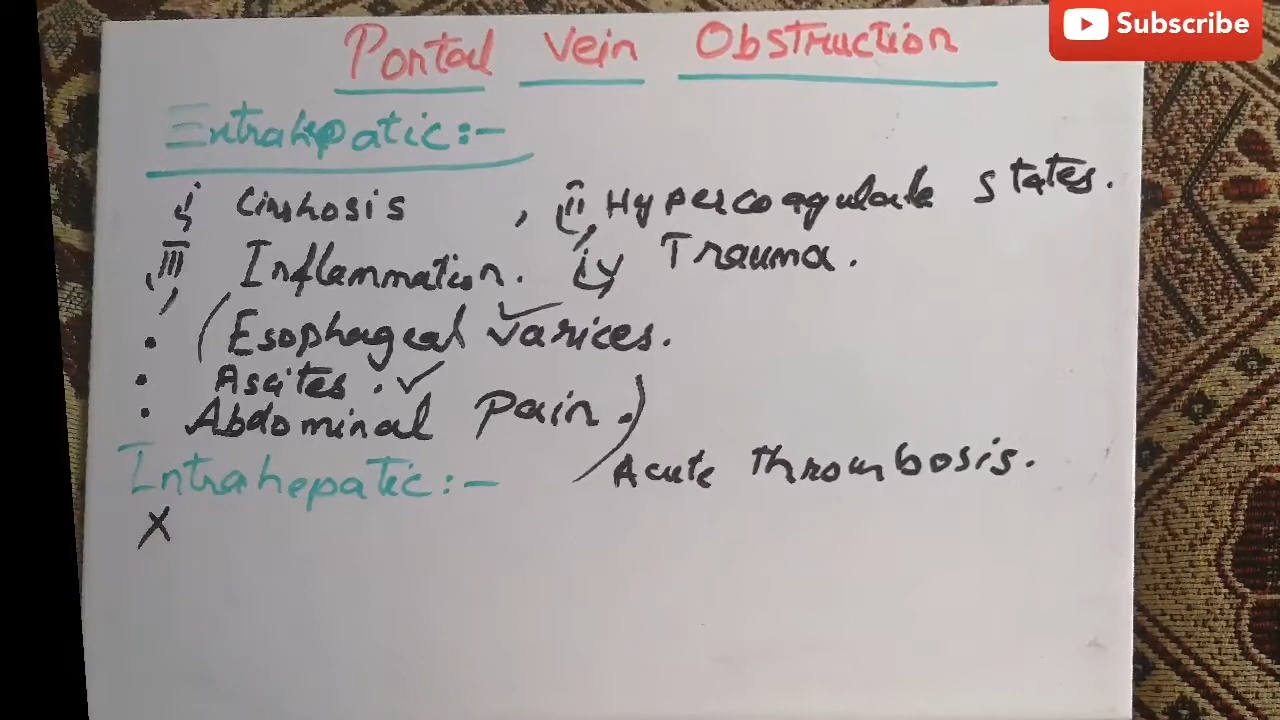 Subscribe
Portal Vein Obstruction
Extrahepatic:-
i, Cirrhosis , ii, Hypercoagulable states.
iii, Inflammation. iv, Trauma.
• (Esophageal Varices. ✓
• Ascites. ✓
• Abdominal Pain.)
Acute Thrombosis.
Intrahepatic:-
X